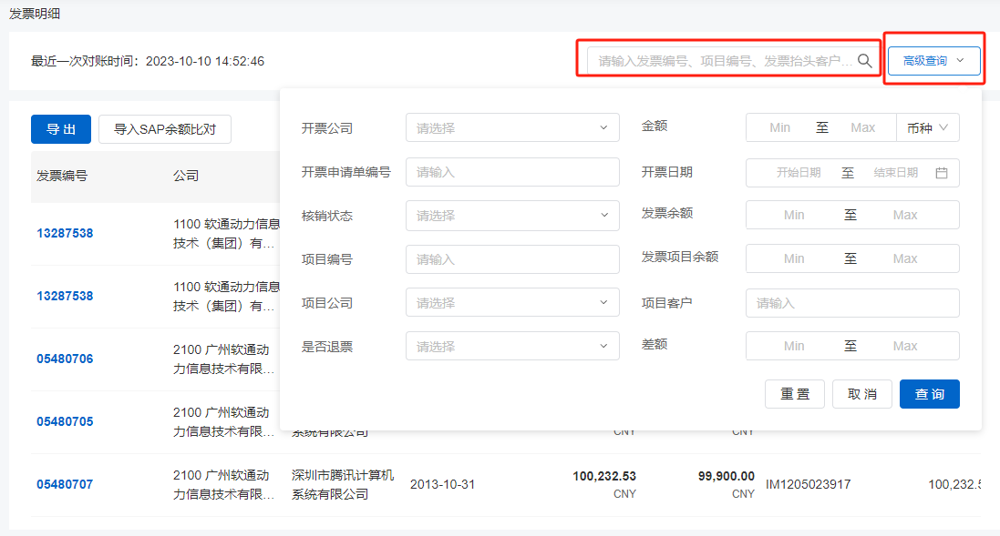 发票明细
最近一次对账时间：2023-10-10 14:52:46
请输入发票编号、项目编号、发票抬头客户...
高级查询
导 出
导入SAP余额比对
开票公司
请选择
金额
Min 至 Max
币种
开票申请单编号
请输入
开票日期
开始日期 至 结束日期
核销状态
请选择
发票余额
Min 至 Max
项目编号
请输入
发票项目余额
Min 至 Max
项目公司
请选择
项目客户
请输入
是否退票
请选择
差额
Min 至 Max
重 置
取 消
查 询
发票编号
公司
13287538
1100 软通动力信息
技术（集团）有...
13287538
1100 软通动力信息
技术（集团）有...
05480706
2100 广州软通动
力信息技术有限...
05480705
2100 广州软通动
力信息技术有限...
系统有限公司
CNY
CNY
05480707
2100 广州软通动
力信息技术有限...
深圳市腾讯计算机
系统有限公司
2013-10-31
100,232.53
CNY
99,900.00
CNY
IM1205023917
100,232.5